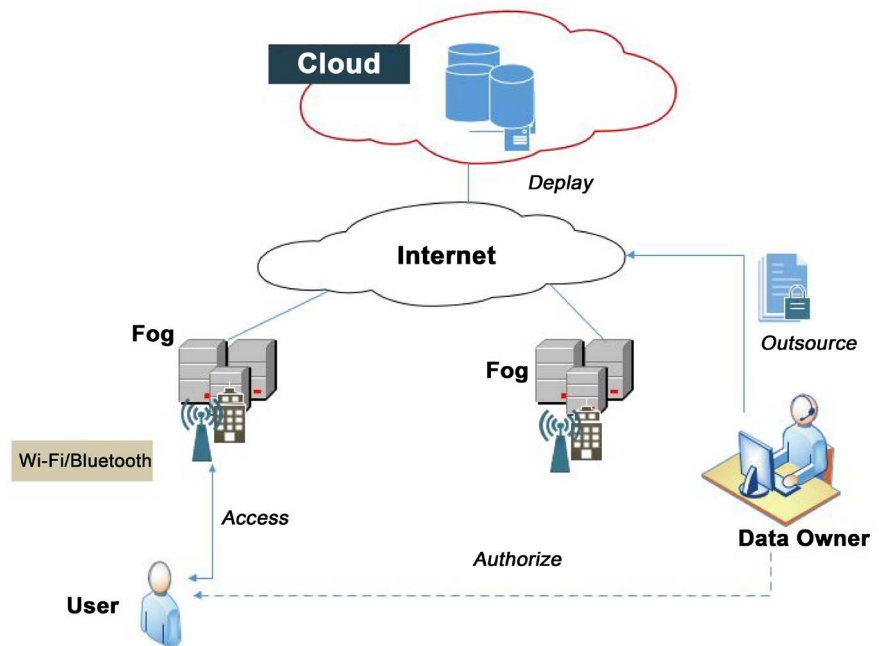 Cloud
Deplay
Internet
Fog
Outsource
Fog
Wi-Fi/Bluetooth
Access
Data Owner
Authorize
User